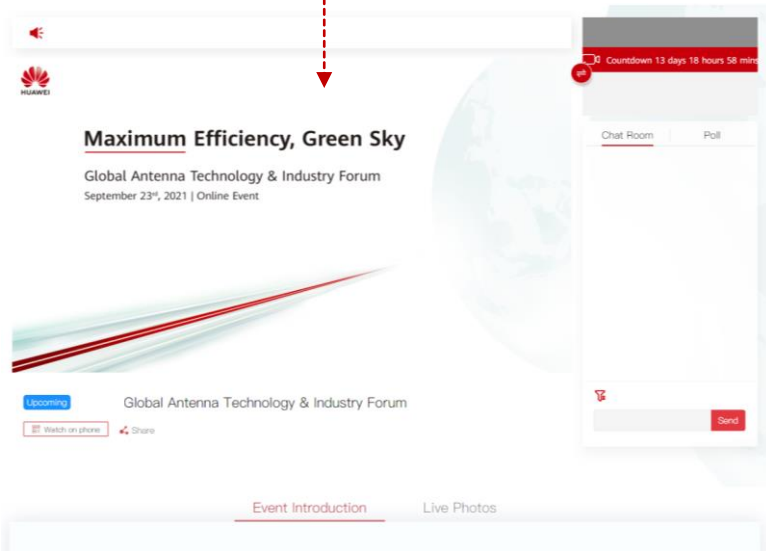 HUAWEI
Maximum Efficiency, Green Sky
Global Antenna Technology & Industry Forum
September 23rd, 2021 | Online Event
Countdown 13 days 18 hours 58 mins
Chat Room Poll
Upcoming Global Antenna Technology & Industry Forum
Watch on phone Share
Send
Event Introduction Live Photos